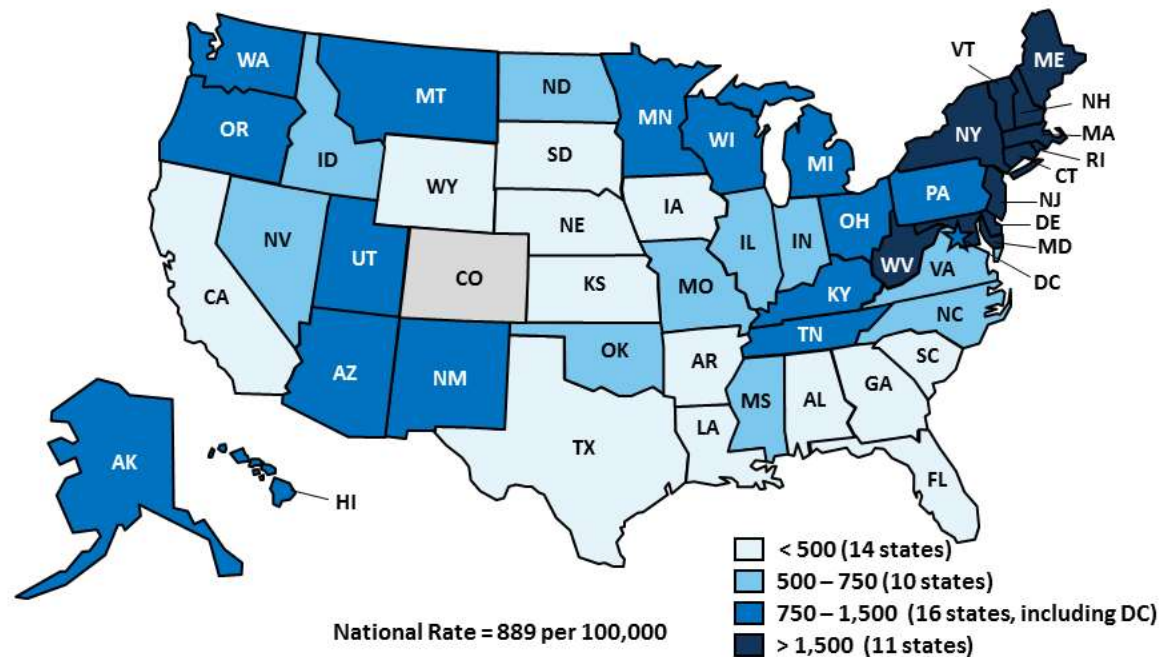 WA
MT
ND
MN
VT
ME
NH
OR
ID
SD
WI
MI
NY
MA
RI
CT
WY
IA
PA
NJ
NE
OH
DE
NV
UT
CO
IL
IN
WV
MD
VA
DC
CA
KS
MO
KY
NC
TN
AZ
NM
OK
AR
SC
MS
AL
GA
TX
LA
FL
AK
HI
< 500 (14 states)
500 – 750 (10 states)
750 – 1,500 (16 states, including DC)
> 1,500 (11 states)
National Rate = 889 per 100,000